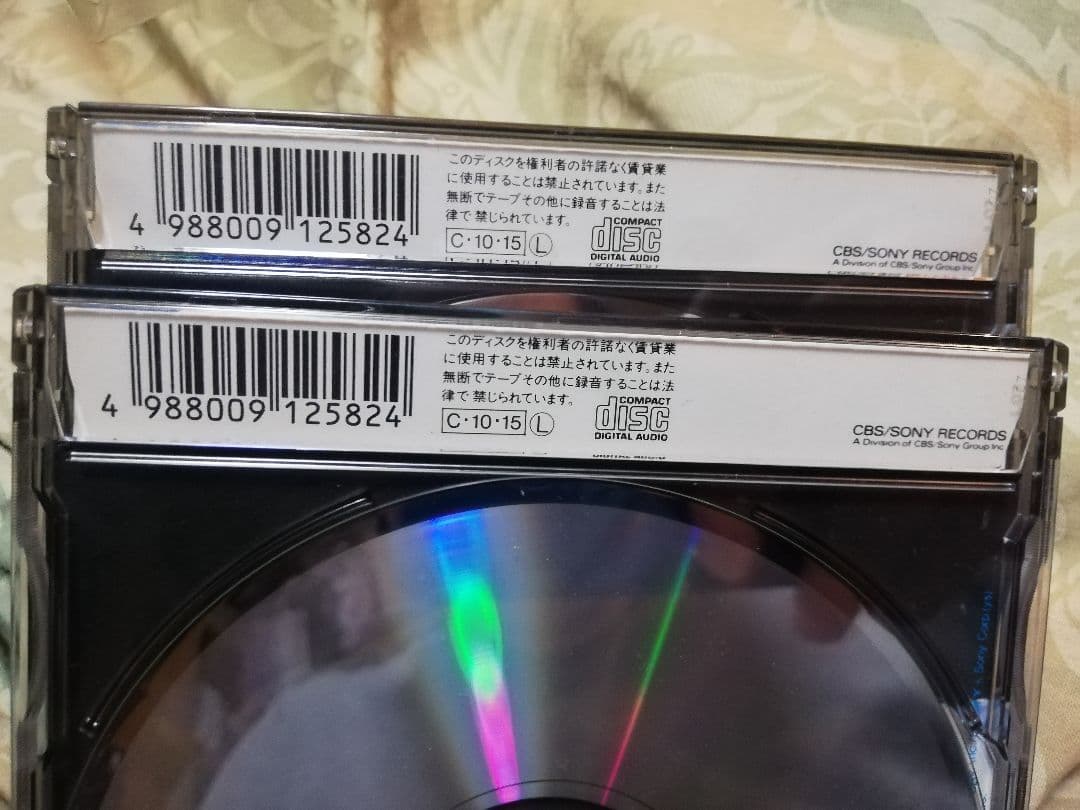 このディスクを権利者の許諾なく賃貸業
に使用することは禁止されています。また
無断でテープその他に録音することは法
律で禁じられています。
4 988009 125824
C·10·15 L
COMPACT
disc
DIGITAL AUDIO
CBS/SONY RECORDS
A Division of CBS/Sony Group Inc.
このディスクを権利者の許諾なく賃貸業
に使用することは禁止されています。また
無断でテープその他に録音することは法
律で禁じられています。
4 988009 125824
C·10·15 L
COMPACT
disc
DIGITAL AUDIO
CBS/SONY RECORDS
A Division of CBS/Sony Group Inc.